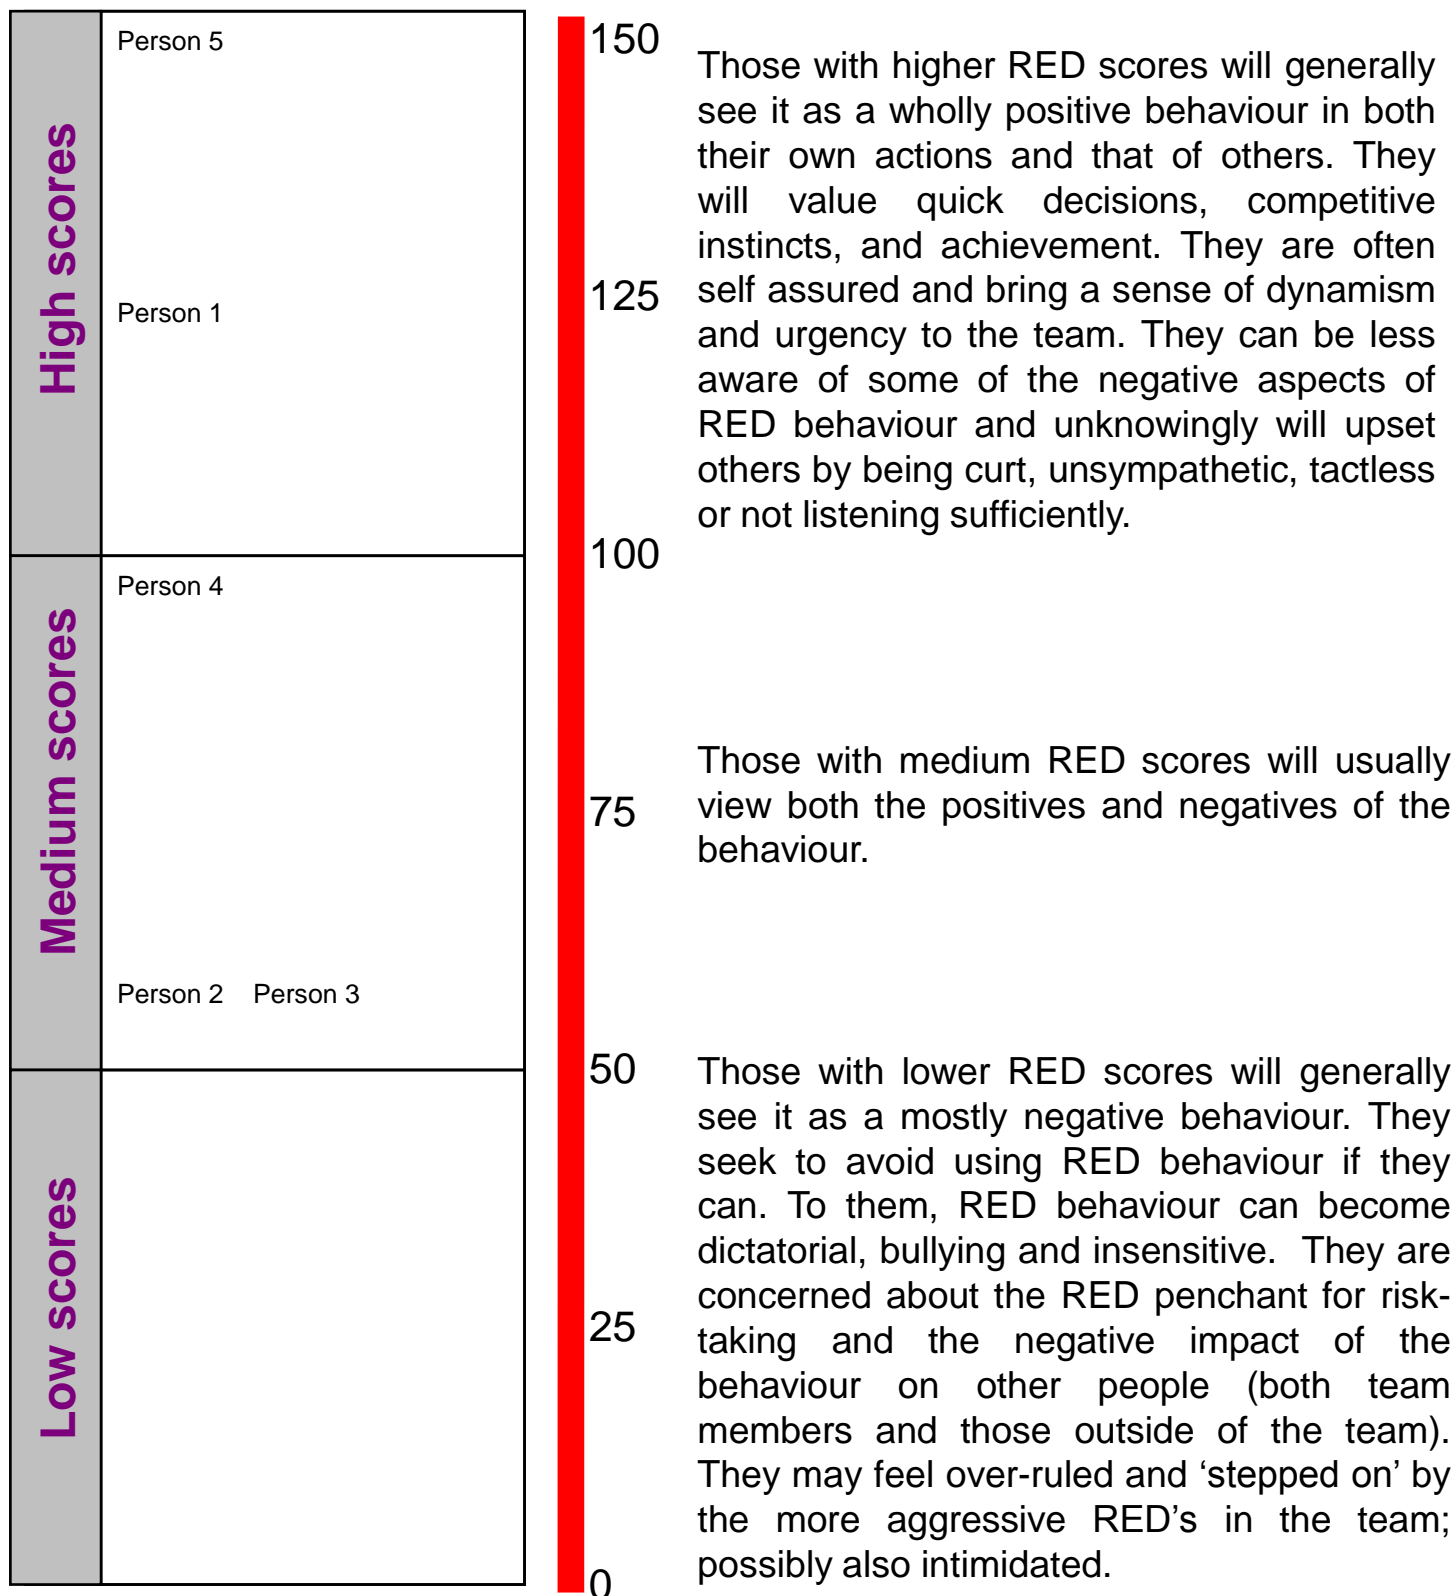 High scores
Person 5
Person 1
Medium scores
Person 4
Person 2 Person 3
Low scores
150
125
100
75
50
25
0
Those with higher RED scores will generally
see it as a wholly positive behaviour in both
their own actions and that of others. They
will value quick decisions, competitive
instincts, and achievement. They are often
self assured and bring a sense of dynamism
and urgency to the team. They can be less
aware of some of the negative aspects of
RED behaviour and unknowingly will upset
others by being curt, unsympathetic, tactless
or not listening sufficiently.
Those with medium RED scores will usually
view both the positives and negatives of the
behaviour.
Those with lower RED scores will generally
see it as a mostly negative behaviour. They
seek to avoid using RED behaviour if they
can. To them, RED behaviour can become
dictatorial, bullying and insensitive.  They are
concerned about the RED penchant for risk-
taking and the negative impact of the
behaviour on other people (both team
members and those outside of the team).
They may feel over-ruled and ‘stepped on’ by
the more aggressive RED’s in the team;
possibly also intimidated.